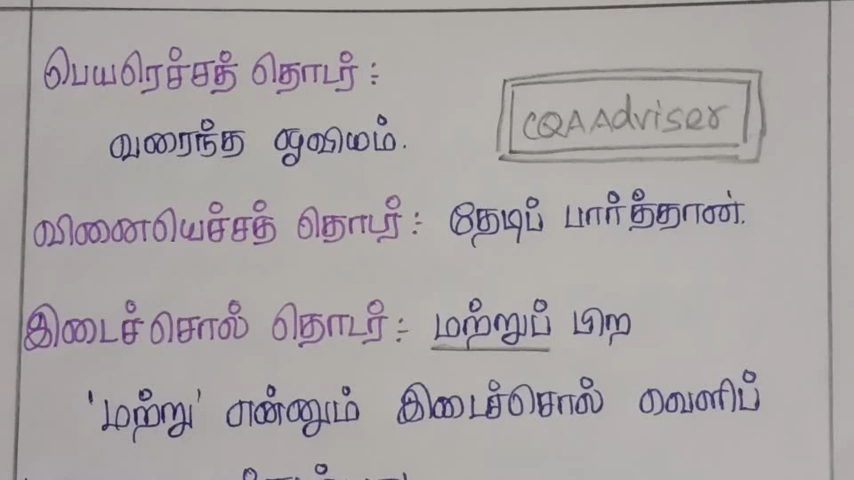 பெயரெச்சத் தொடர் :
வரைந்த ஓவியம்.
CQAAdviser
வினையெச்சத் தொடர் : தேடிப் பார்த்தான்.
இடைச்சொல் தொடர் :- மற்றுப் பிற
'மற்று' என்னும் இடைச்சொல் வெளிப்